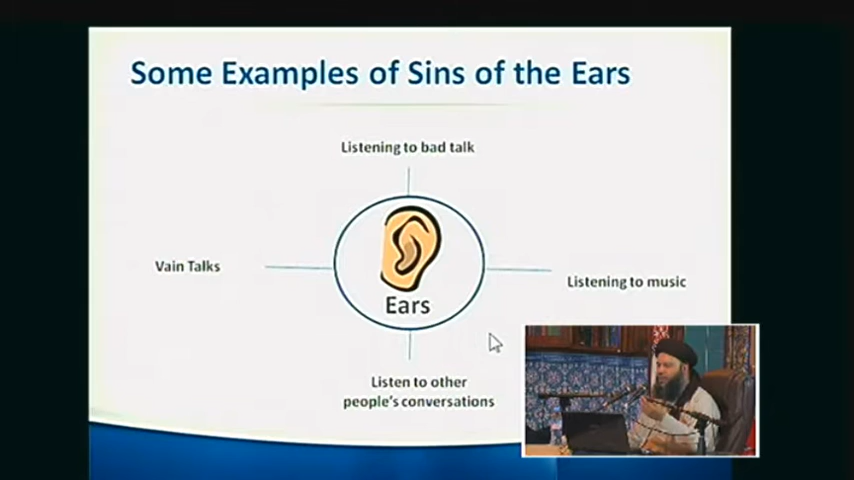 Some Examples of Sins of the Ears
Listening to bad talk
Vain Talks
Ears
Listening to music
Listen to other
people's conversations